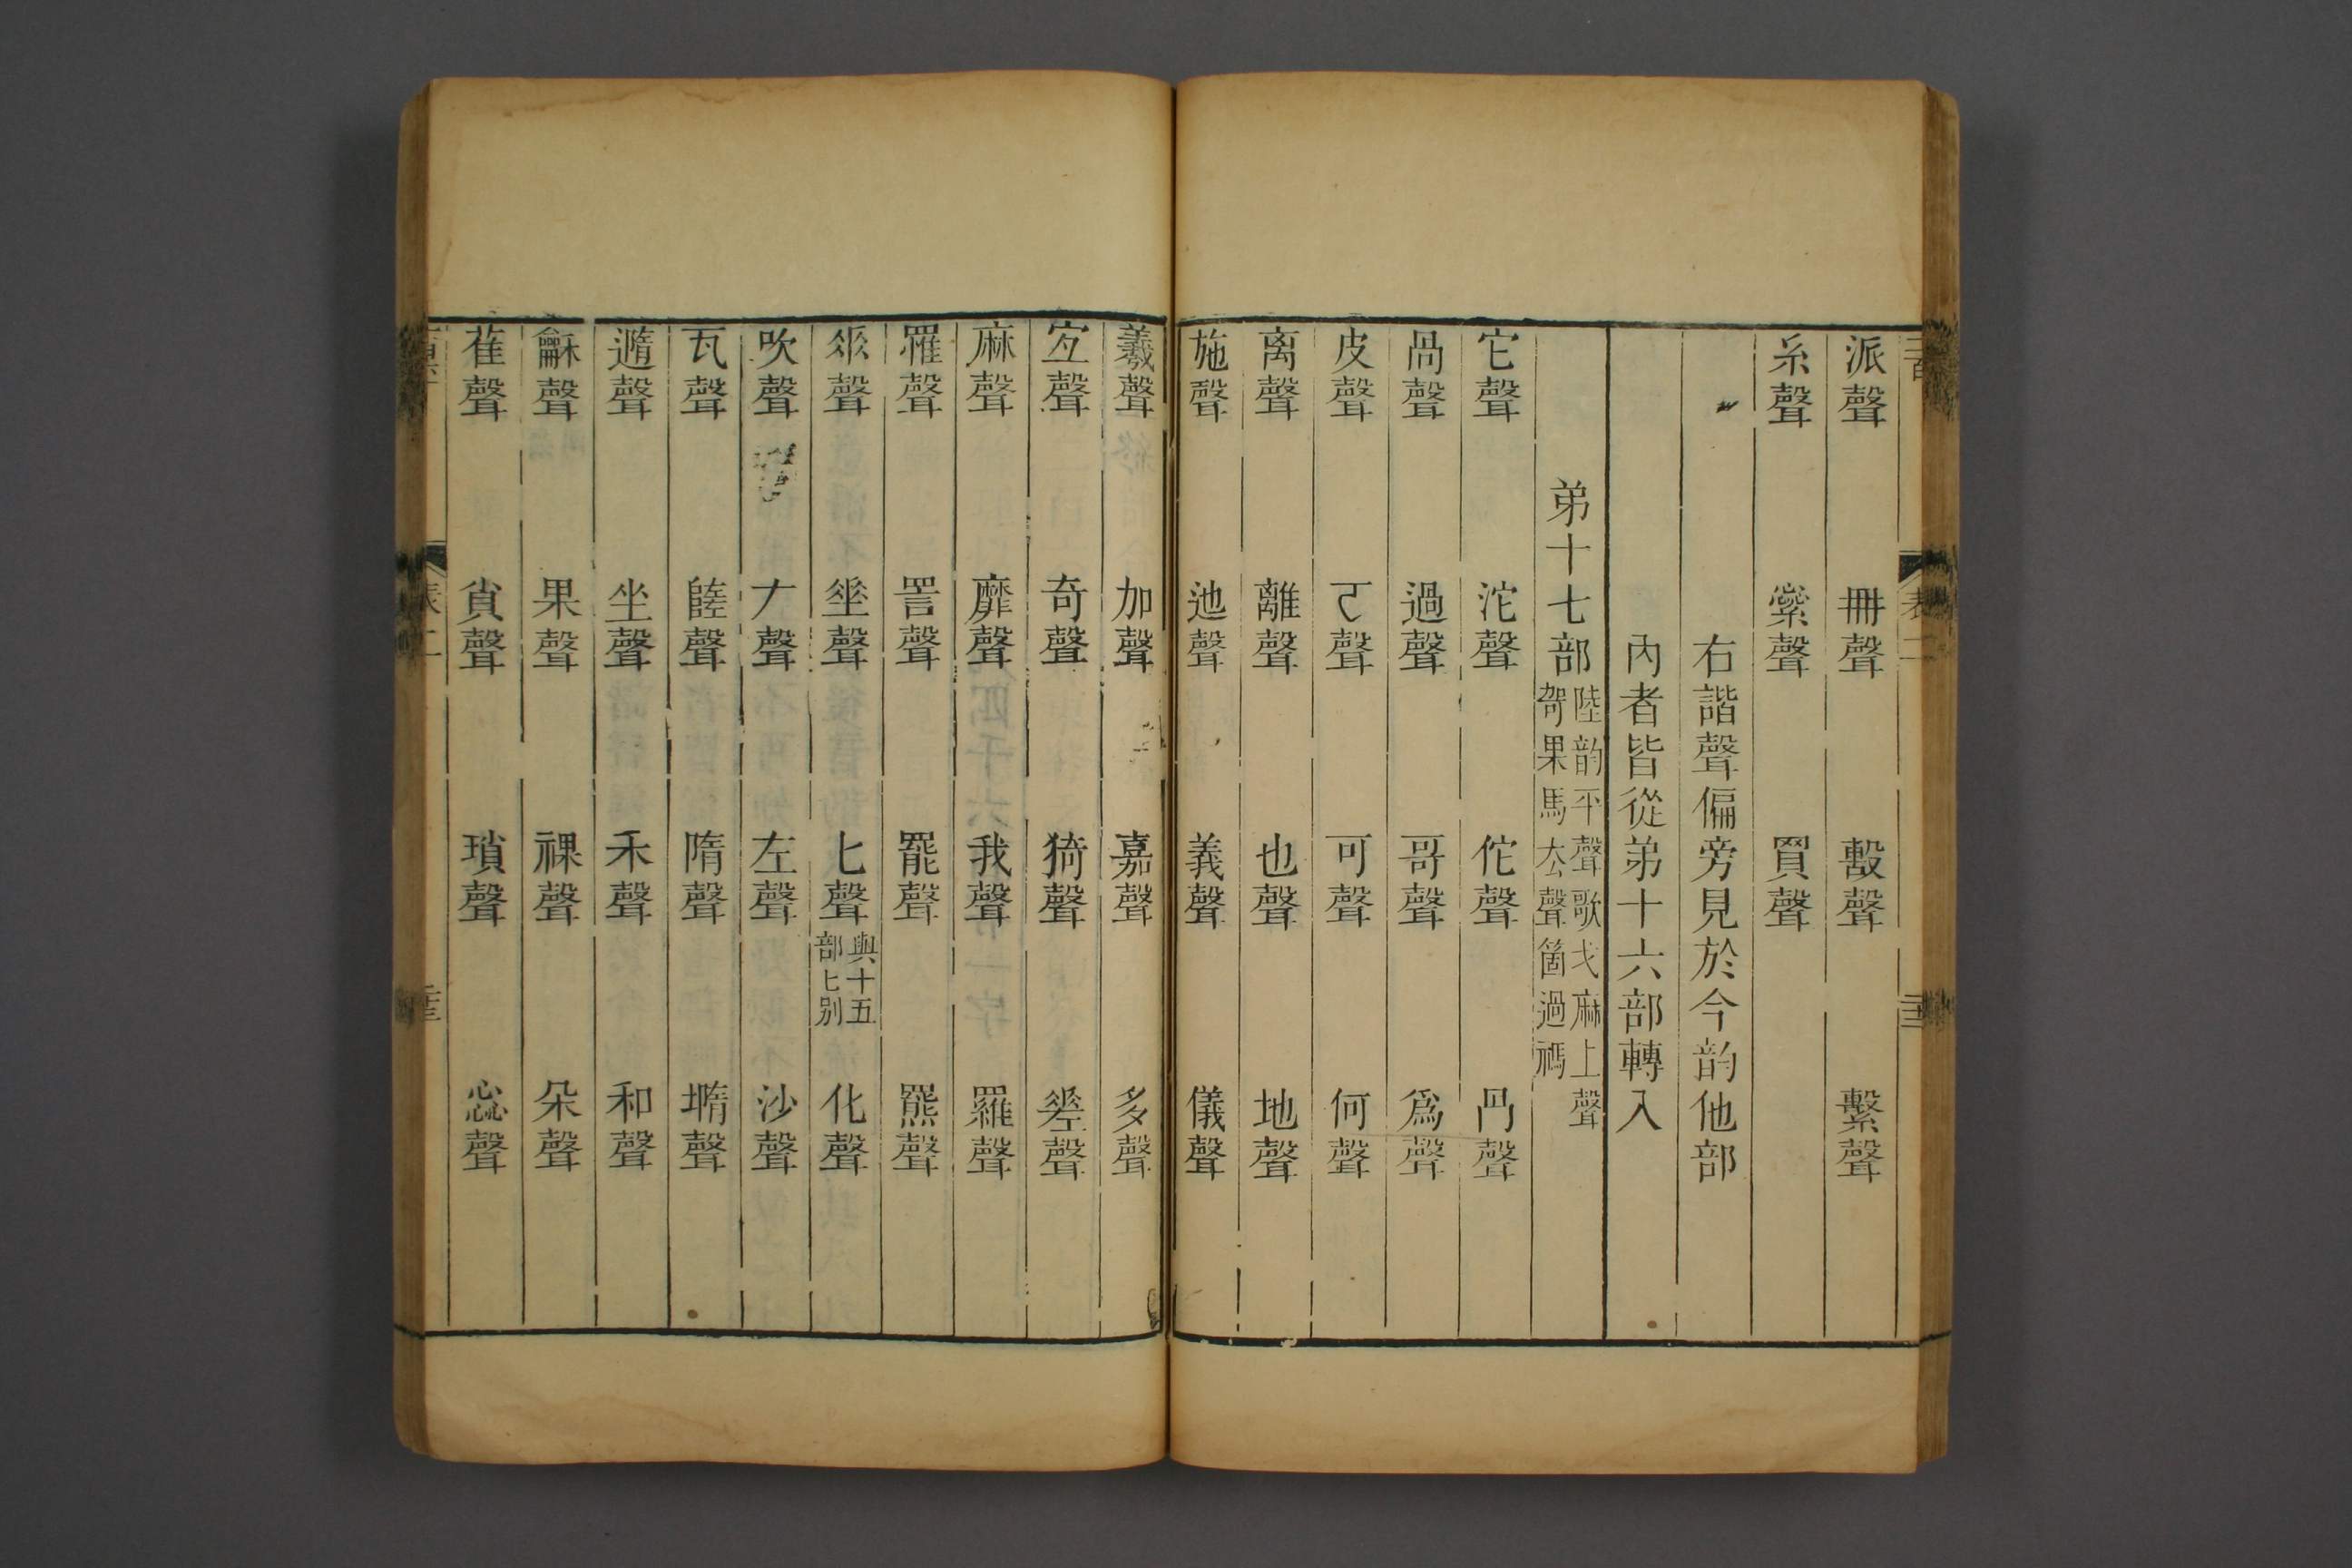 派聲 冊聲 毄聲 繫聲
糸聲 縈聲 買聲
右諧聲偏旁見於今韵他部
內者皆從弟十六部轉入
弟十七部 陸韵平聲歌戈麻上聲
哿果馬去聲箇過禡
它聲 沱聲 佗聲 冎聲
咼聲 過聲 哥聲 爲聲
皮聲 聲 可聲 何聲
离聲 離聲 也聲 地聲
施聲 迆聲 義聲 儀聲
羲聲 加聲 嘉聲 多聲
宐聲 奇聲 猗聲 聲
麻聲 靡聲 我聲 羅聲
罹聲 詈聲 罷聲 羆聲
聲 聲 𠤎聲 與十五
部匕別 化聲
吹聲 𠂇聲 左聲 沙聲
瓦聲 隓聲 隋聲 墮聲
聲 坐聲 禾聲 和聲
龢聲 果聲 祼聲 朵聲
聲 𧴪聲 瑣聲 惢聲
表二